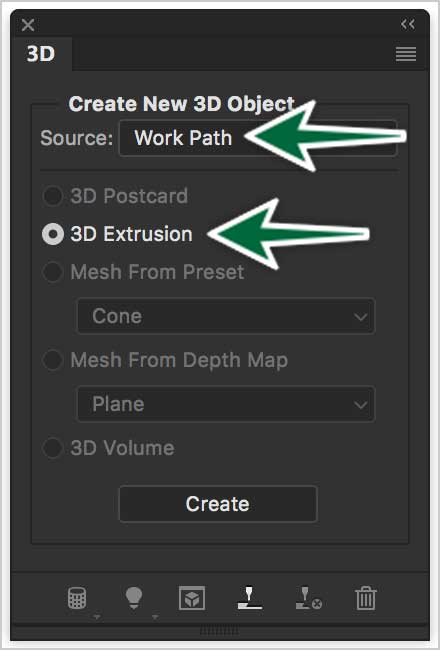 3D
Create New 3D Object
Source: Work Path
3D Postcard
3D Extrusion
Mesh From Preset
Cone
Mesh From Depth Map
Plane
3D Volume
Create